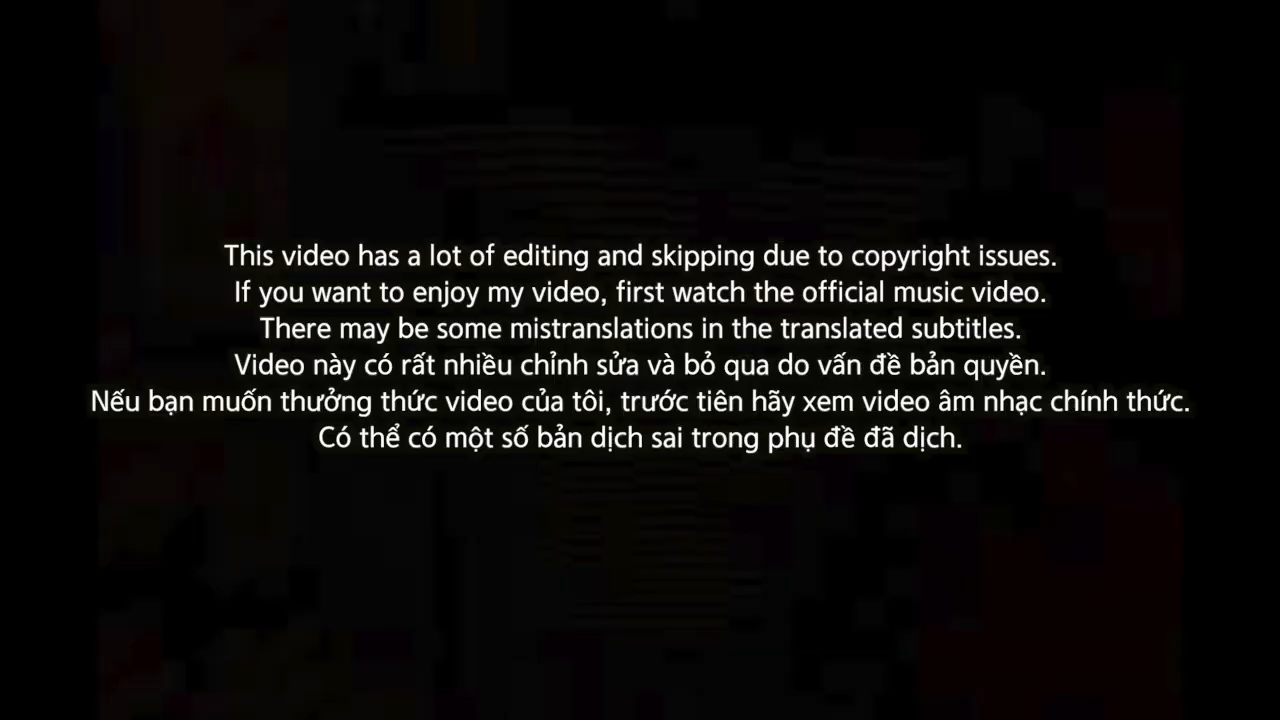 This video has a lot of editing and skipping due to copyright issues.
If you want to enjoy my video, first watch the official music video.
There may be some mistranslations in the translated subtitles.
Video này có rất nhiều chỉnh sửa và bỏ qua do vấn đề bản quyền.
Nếu bạn muốn thưởng thức video của tôi, trước tiên hãy xem video âm nhạc chính thức.
Có thể có một số bản dịch sai trong phụ đề đã dịch.